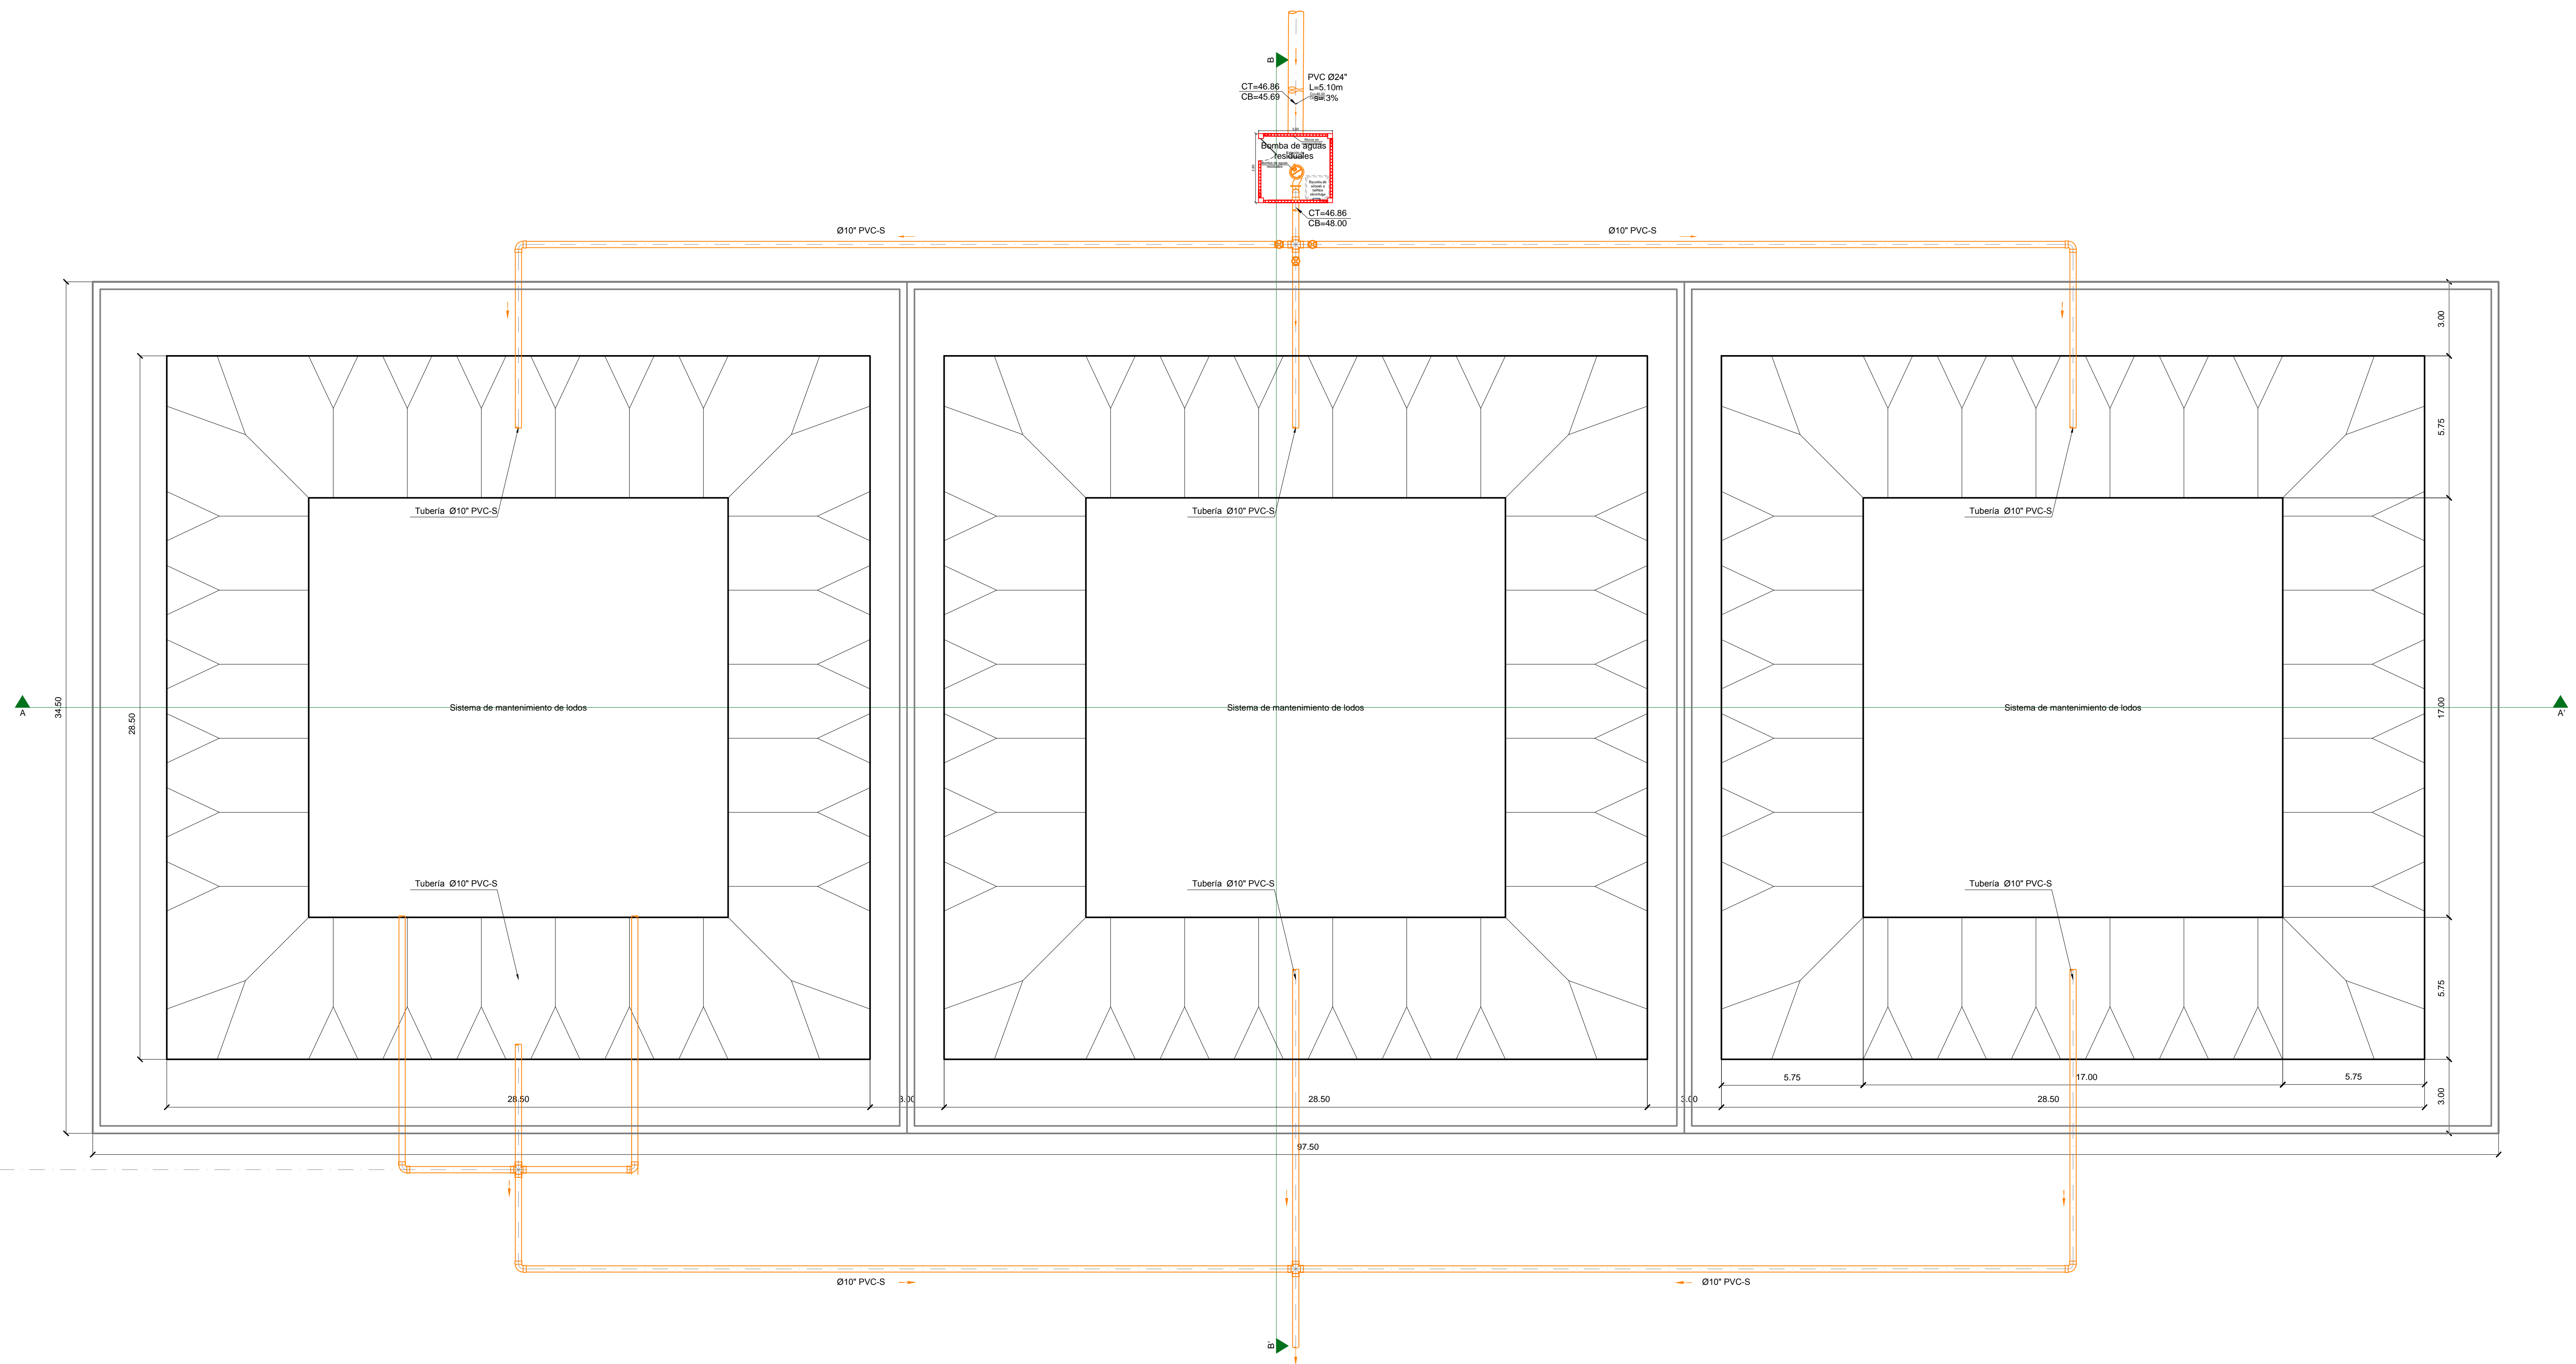 B
PVC Ø24"
CT=46.86
L=5.10m
CB=45.69
s=.3%
Bomba de aguas
residuales
CT=46.86
CB=48.00
Ø10" PVC-S
Ø10" PVC-S
3.00
5.75
Tubería Ø10" PVC-S
Tubería Ø10" PVC-S
Tubería Ø10" PVC-S
34.50
28.50
Sistema de mantenimiento de lodos
Sistema de mantenimiento de lodos
Sistema de mantenimiento de lodos
17.00
A
A'
Tubería Ø10" PVC-S
Tubería Ø10" PVC-S
Tubería Ø10" PVC-S
5.75
5.75
17.00
5.75
28.50
3.00
28.50
3.00
28.50
3.00
97.50
Ø10" PVC-S
Ø10" PVC-S
B'